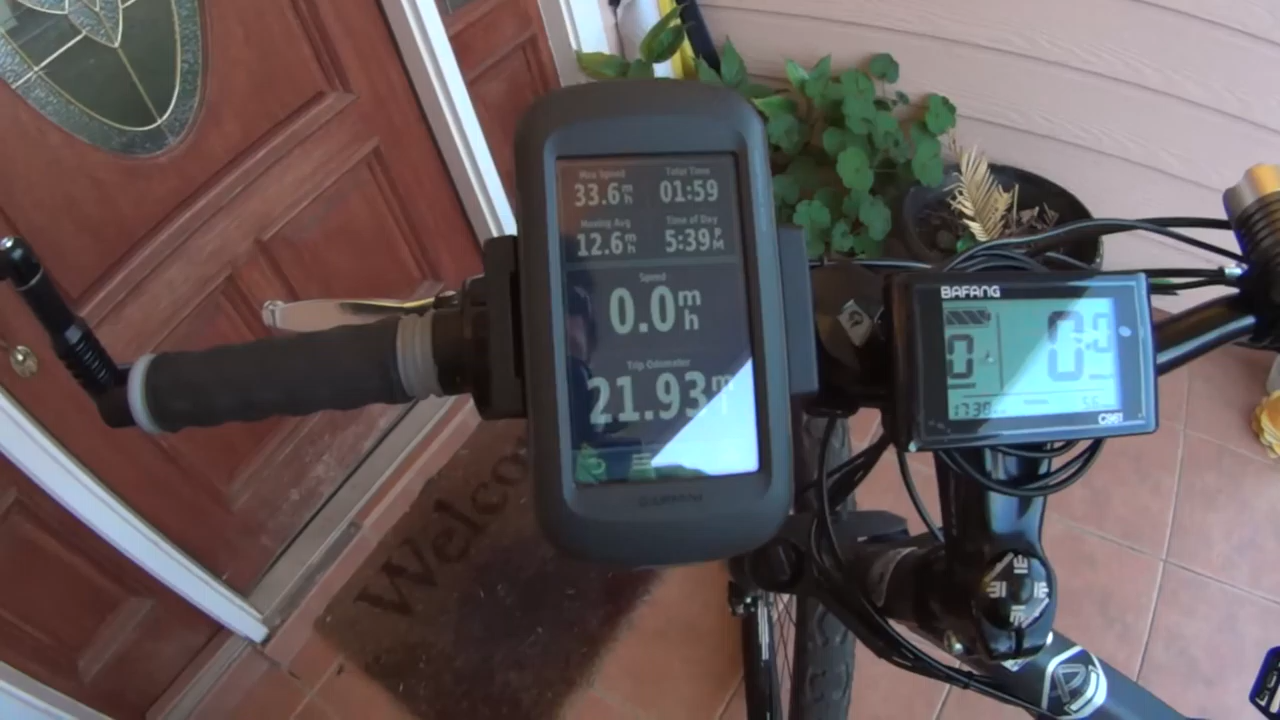 Max Speed Total Time
33.6 m/h 01:59
Moving Avg Time of Day
12.6 m/h 5:39 PM
Speed
0.0 m/h
Trip Odometer
21.93 m
GARMIN
BAFANG
0
C961
Welco